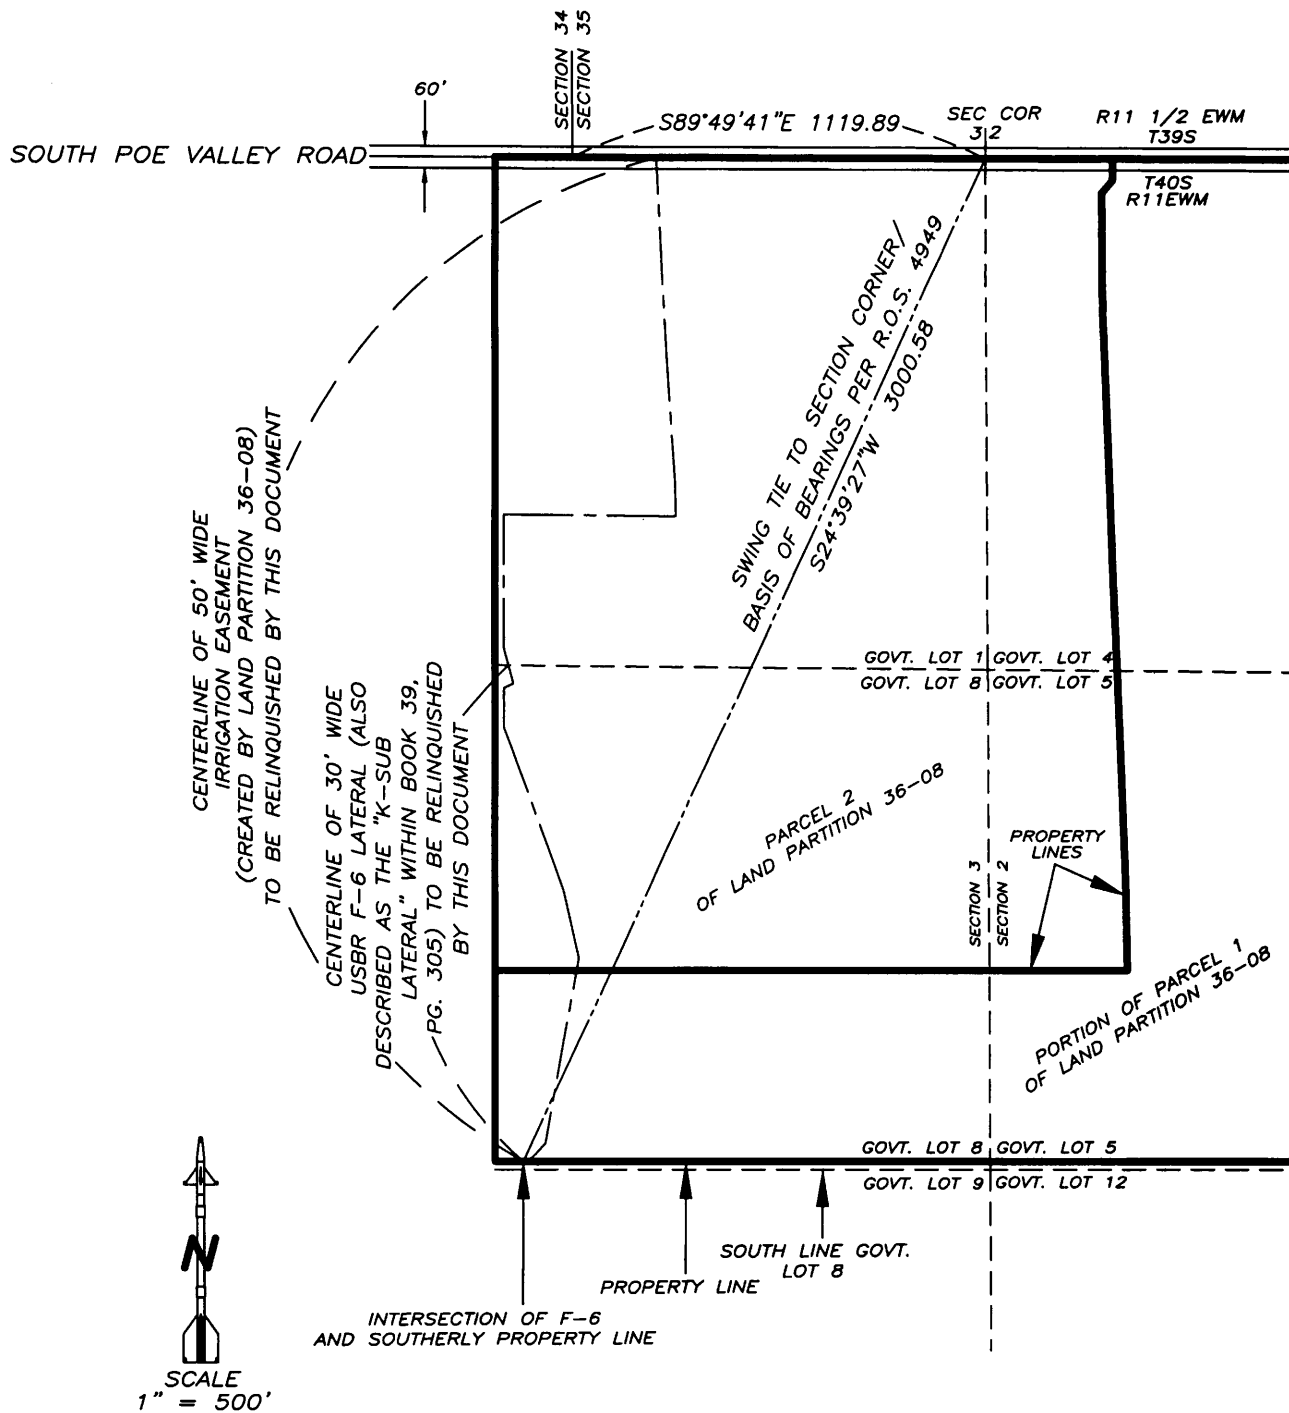 SECTION 34
SECTION 35
60'
S89°49'41"E 1119.89
SEC COR
3 2
R11 1/2 EWM
T39S
SOUTH POE VALLEY ROAD
T40S
R11EWM
SWING TIE TO SECTION CORNER/
BASIS OF BEARINGS PER R.O.S. 4949
S24°39'27"W 3000.58
CENTERLINE OF 50' WIDE
IRRIGATION EASEMENT
(CREATED BY LAND PARTITION 36-08)
TO BE RELINQUISHED BY THIS DOCUMENT
CENTERLINE OF 30' WIDE
USBR F-6 LATERAL (ALSO
DESCRIBED AS THE "K-SUB
LATERAL" WITHIN BOOK 39,
PG. 305) TO BE RELINQUISHED
BY THIS DOCUMENT
GOVT. LOT 1 GOVT. LOT 4
GOVT. LOT 8 GOVT. LOT 5
PARCEL 2
OF LAND PARTITION 36-08
PROPERTY
LINES
SECTION 3
SECTION 2
PORTION OF PARCEL 1
OF LAND PARTITION 36-08
GOVT. LOT 8 GOVT. LOT 5
GOVT. LOT 9 GOVT. LOT 12
SOUTH LINE GOVT.
LOT 8
PROPERTY LINE
INTERSECTION OF F-6
AND SOUTHERLY PROPERTY LINE
N
SCALE
1" = 500'